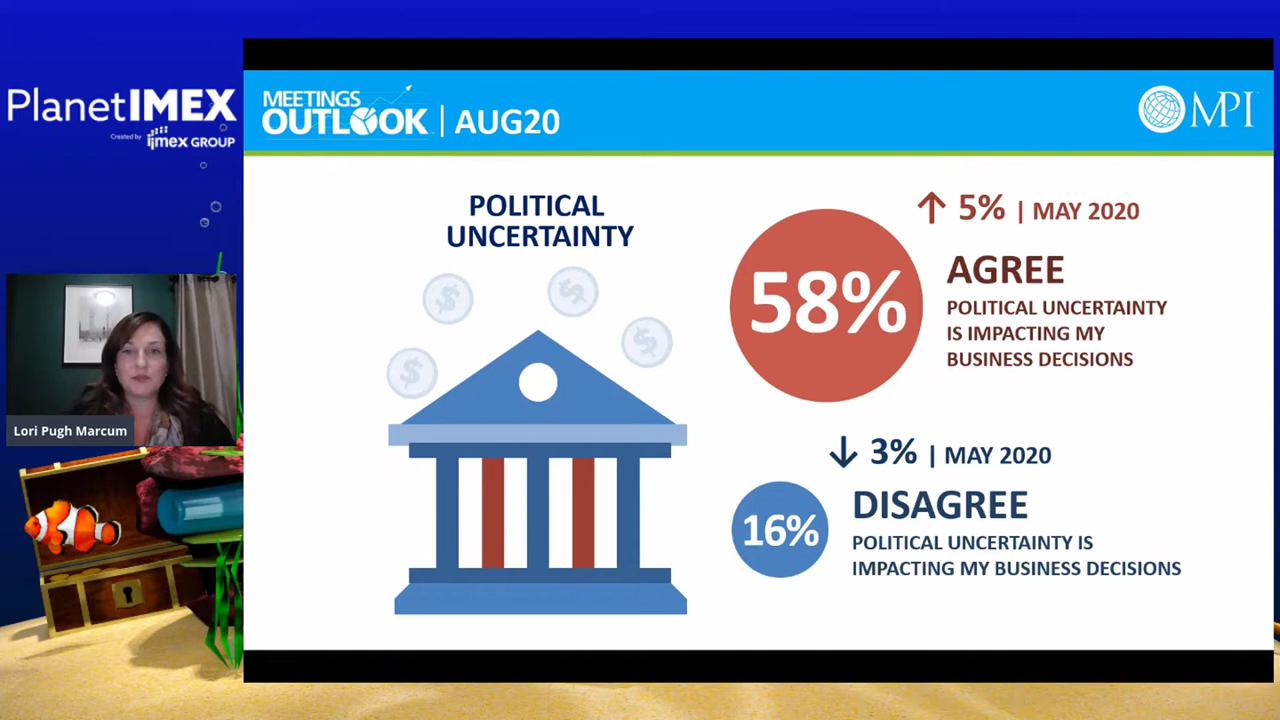 PlanetIMEX
Created by imex GROUP
MEETINGS
OUTLOOK | AUG20
MPI
POLITICAL
UNCERTAINTY
$ $ $ $
58%
↑ 5% | MAY 2020
AGREE
POLITICAL UNCERTAINTY
IS IMPACTING MY
BUSINESS DECISIONS
Lori Pugh Marcum
↓ 3% | MAY 2020
16%
DISAGREE
POLITICAL UNCERTAINTY IS
IMPACTING MY BUSINESS DECISIONS